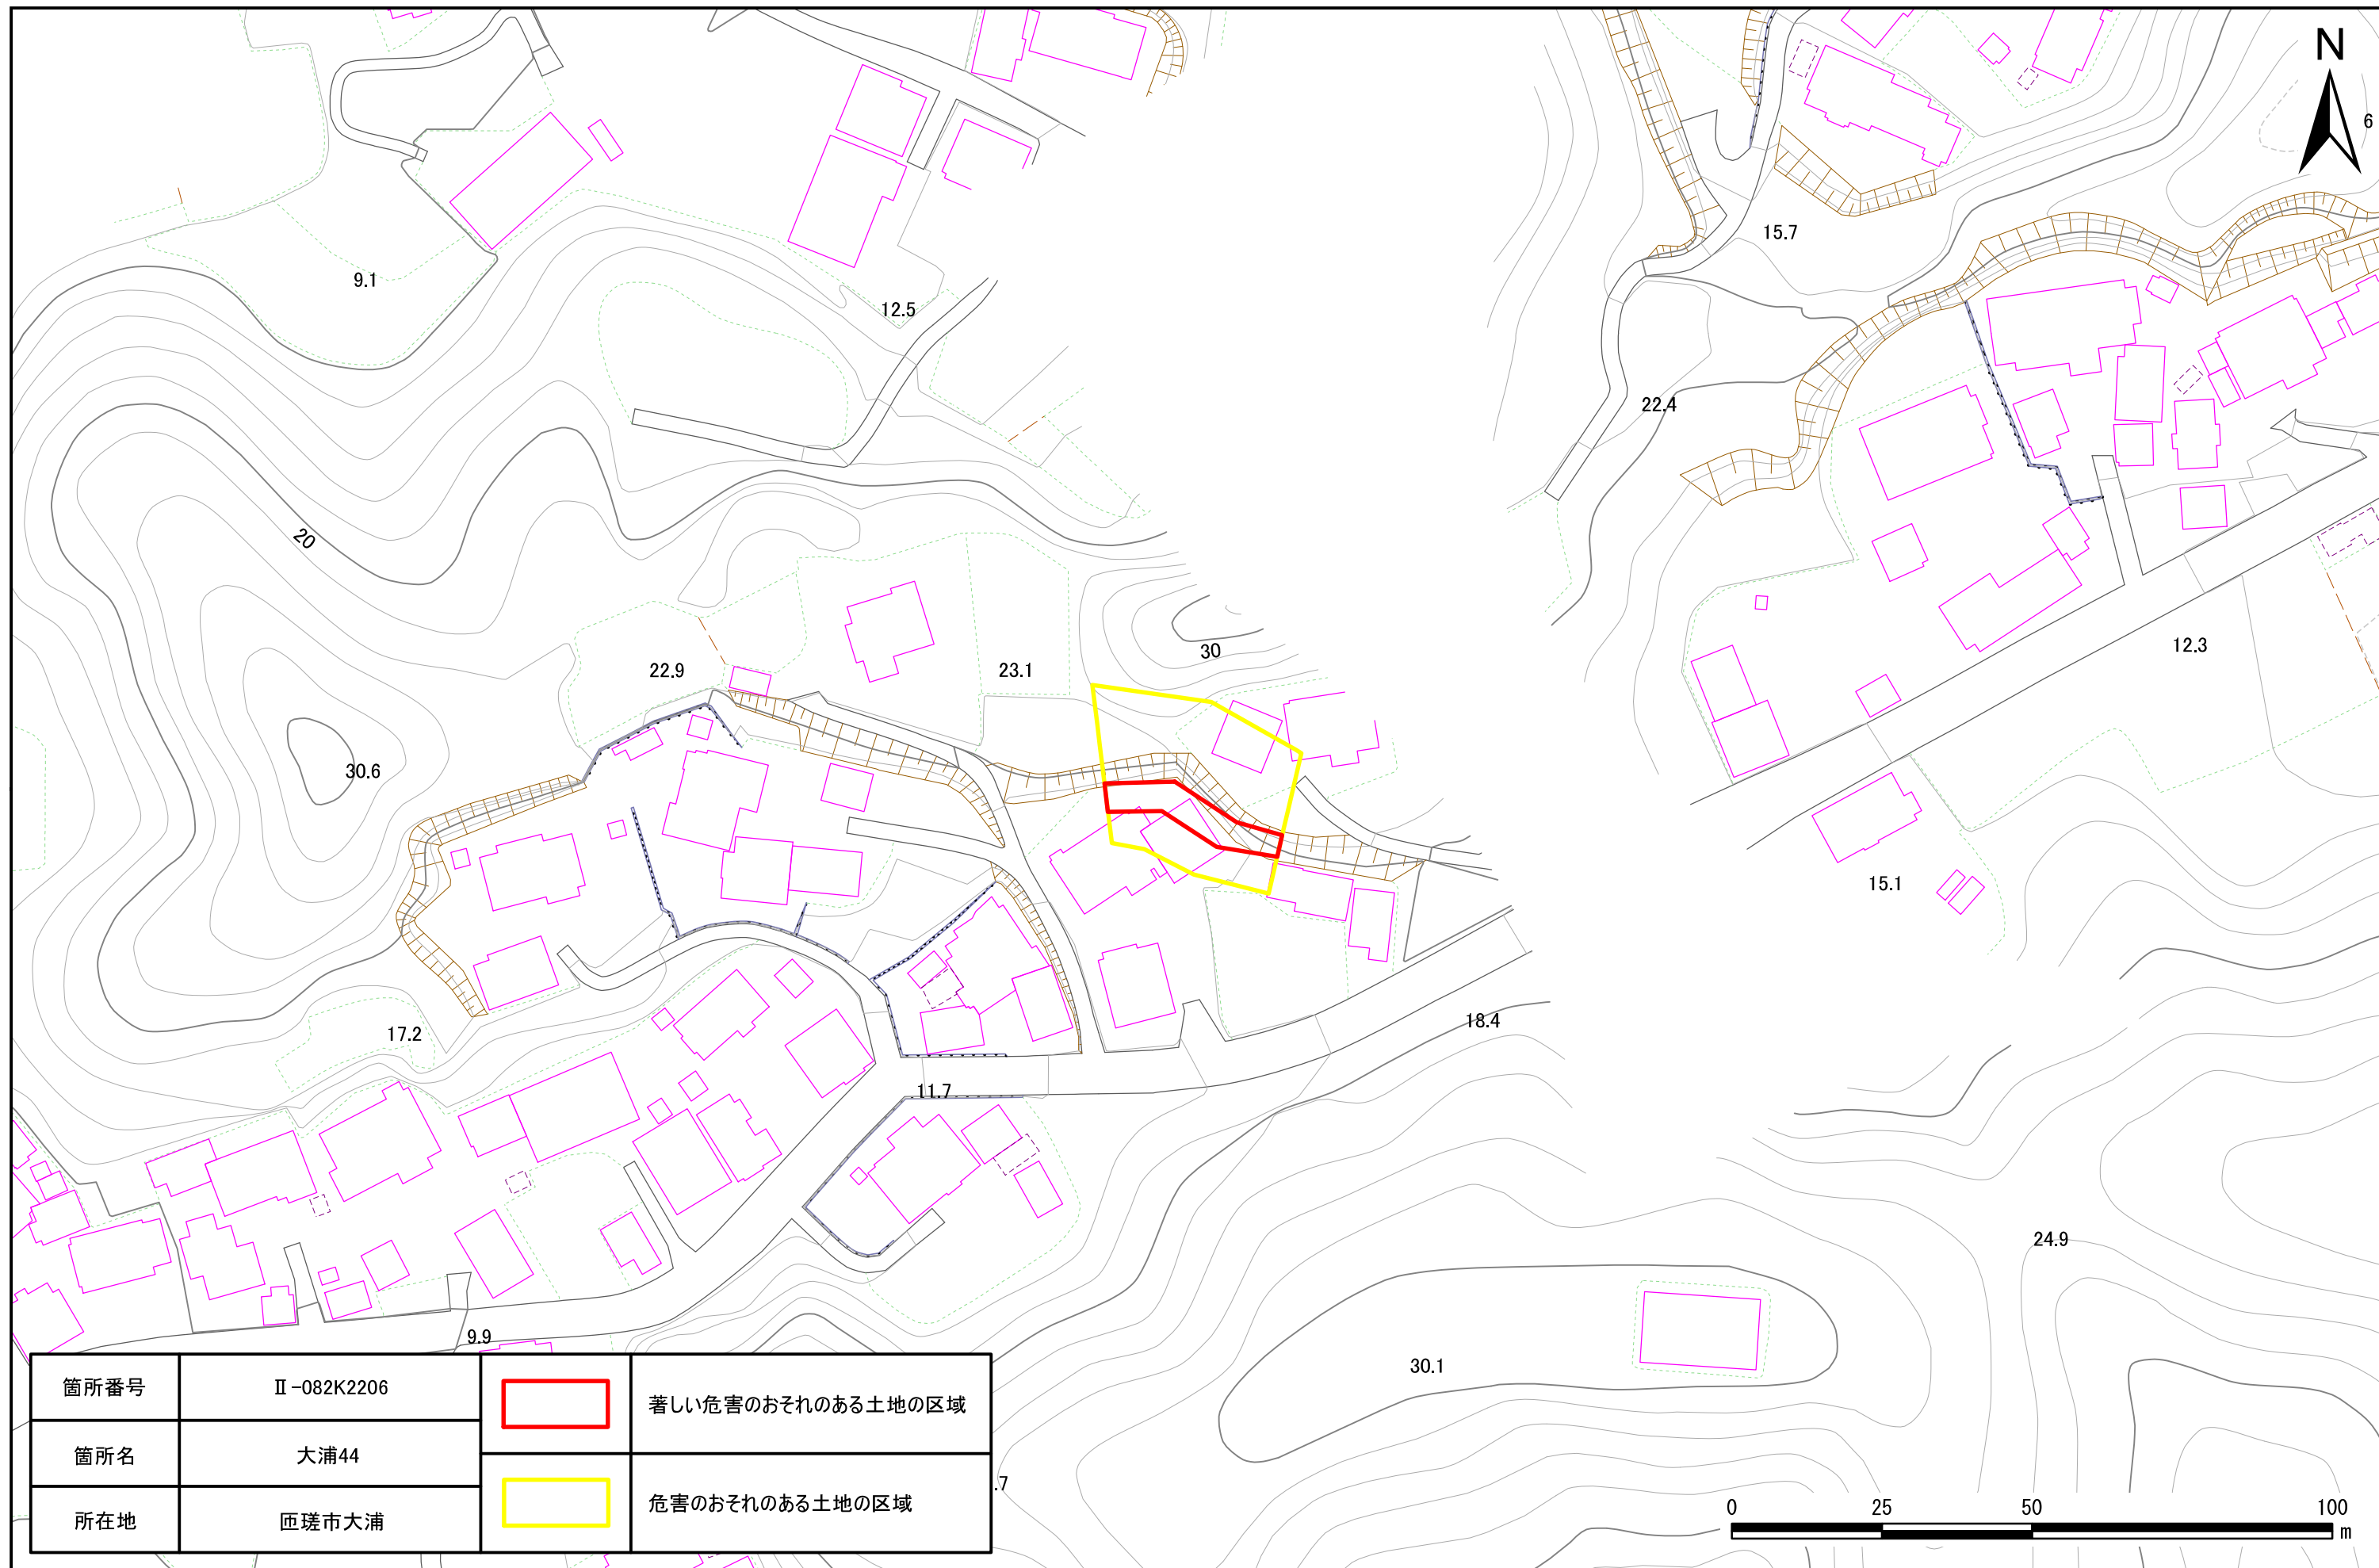 N
6
15.7
9.1
12.5
22.4
20
12.3
30
22.9
23.1
30.6
15.1
18.4
17.2
11.7
24.9
9.9
30.1
.7
箇所番号 Ⅱ-082K2206
箇所名 大浦44
所在地 匝瑳市大浦
著しい危害のおそれのある土地の区域
危害のおそれのある土地の区域
0 25 50 100
m